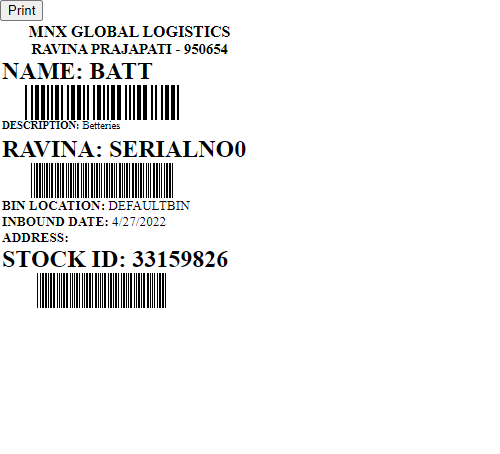 Print
MNX GLOBAL LOGISTICS
RAVINA PRAJAPATI - 950654
NAME: BATT
DESCRIPTION: Betteries
RAVINA: SERIALNO0
BIN LOCATION: DEFAULTBIN
INBOUND DATE: 4/27/2022
ADDRESS:
STOCK ID: 33159826